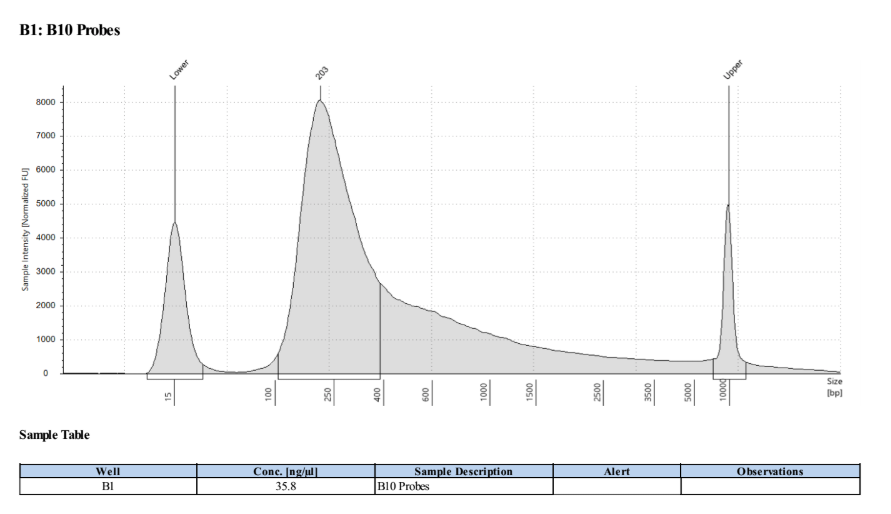 B1: B10 Probes
Lower 203 Upper
Sample Intensity [Normalized FU]
8000
7000
6000
5000
4000
3000
2000
1000
0
15 100 250 400 600 1000 1500 2500 3500 5000 10000 Size [bp]
Sample Table
Well Conc. [ng/µl] Sample Description Alert Observations
B1 35.8 B10 Probes